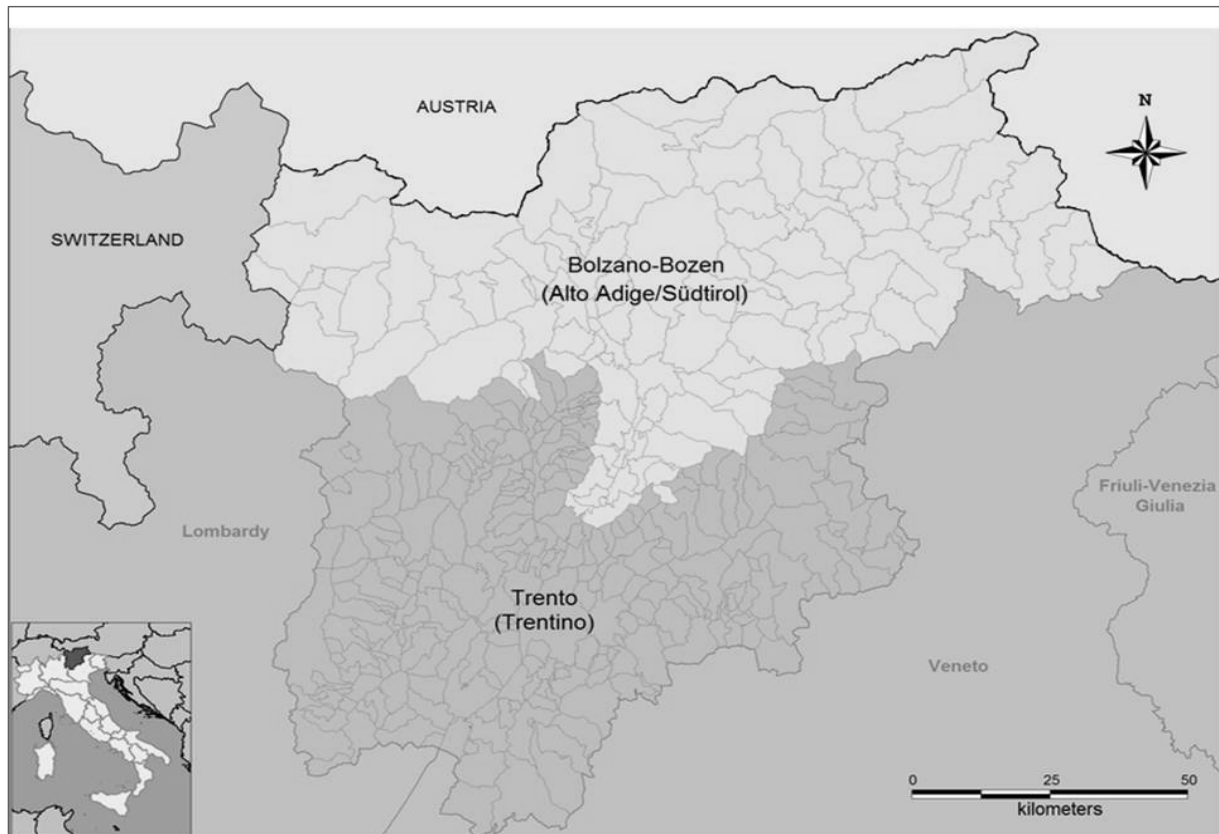 AUSTRIA
N
SWITZERLAND
Bolzano-Bozen
(Alto Adige/Südtirol)
Friuli-Venezia
Giulia
Lombardy
Trento
(Trentino)
Veneto
0 25 50
kilometers